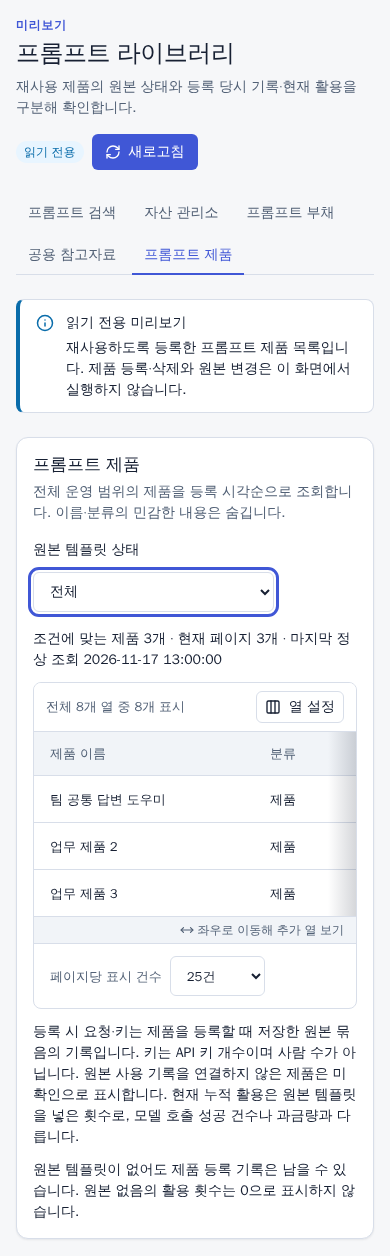 미리보기
프롬프트 라이브러리
재사용 제품의 원본 상태와 등록 당시 기록·현재 활용을
구분해 확인합니다.
읽기 전용
새로고침
프롬프트 검색
자산 관리소
프롬프트 부채
공용 참고자료
프롬프트 제품
읽기 전용 미리보기
재사용하도록 등록한 프롬프트 제품 목록입니
다. 제품 등록·삭제와 원본 변경은 이 화면에서
실행하지 않습니다.
프롬프트 제품
전체 운영 범위의 제품을 등록 시각순으로 조회합니
다. 이름·분류의 민감한 내용은 숨깁니다.
원본 템플릿 상태
전체
조건에 맞는 제품 3개 · 현재 페이지 3개 · 마지막 정
상 조회 2026-11-17 13:00:00
전체 8개 열 중 8개 표시
열 설정
제품 이름 분류
팀 공통 답변 도우미 제품
업무 제품 2 제품
업무 제품 3 제품
좌우로 이동해 추가 열 보기
페이지당 표시 건수 25건
등록 시 요청·키는 제품을 등록할 때 저장한 원본 묶
음의 기록입니다. 키는 API 키 개수이며 사람 수가 아
닙니다. 원본 사용 기록을 연결하지 않은 제품은 미
확인으로 표시합니다. 현재 누적 활용은 원본 템플릿
을 넣은 횟수로, 모델 호출 성공 건수나 과금량과 다
릅니다.
원본 템플릿이 없어도 제품 등록 기록은 남을 수 있
습니다. 원본 없음의 활용 횟수는 0으로 표시하지 않
습니다.